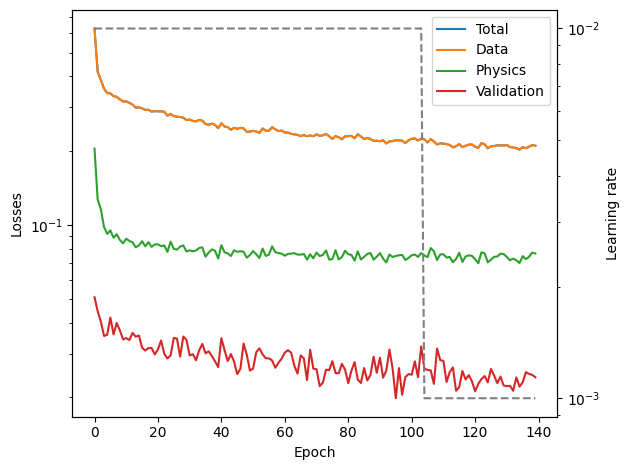 Total
Data
Physics
Validation
Losses
10^-1
10^-2
10^-3
Learning rate
0 20 40 60 80 100 120 140
Epoch